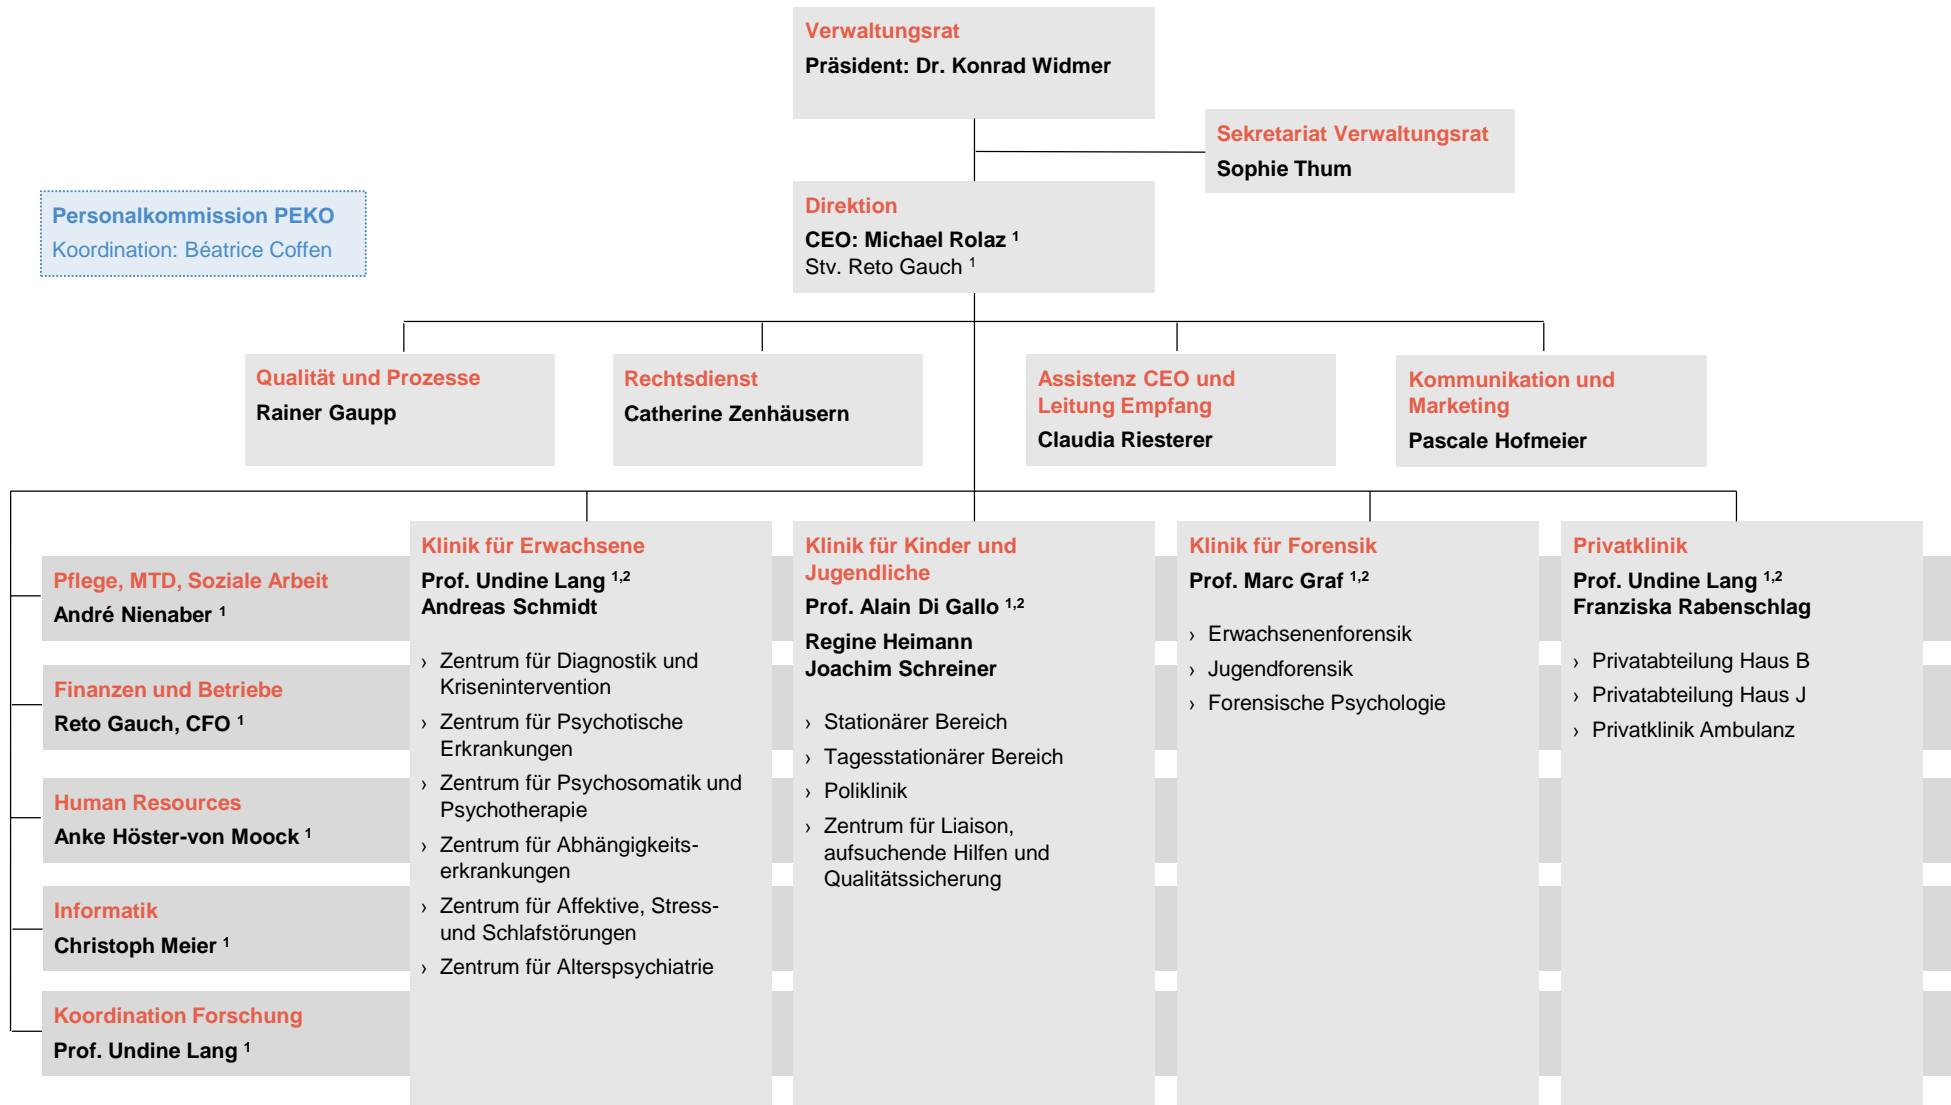 Verwaltungsrat
Präsident: Dr. Konrad Widmer
Sekretariat Verwaltungsrat
Sophie Thum
Personalkommission PEKO
Koordination: Béatrice Coffen
Direktion
CEO: Michael Rolaz ¹
Stv. Reto Gauch ¹
Qualität und Prozesse
Rainer Gaupp
Rechtsdienst
Catherine Zenhäusern
Assistenz CEO und
Leitung Empfang
Claudia Riesterer
Kommunikation und
Marketing
Pascale Hofmeier
Pflege, MTD, Soziale Arbeit
André Nienaber ¹
Finanzen und Betriebe
Reto Gauch, CFO ¹
Human Resources
Anke Höster-von Moock ¹
Informatik
Christoph Meier ¹
Koordination Forschung
Prof. Undine Lang ¹
Klinik für Erwachsene
Prof. Undine Lang ¹,²
Andreas Schmidt
› Zentrum für Diagnostik und
Krisenintervention
› Zentrum für Psychotische
Erkrankungen
› Zentrum für Psychosomatik und
Psychotherapie
› Zentrum für Abhängigkeits-
erkrankungen
› Zentrum für Affektive, Stress-
und Schlafstörungen
› Zentrum für Alterspsychiatrie
Klinik für Kinder und
Jugendliche
Prof. Alain Di Gallo ¹,²
Regine Heimann
Joachim Schreiner
› Stationärer Bereich
› Tagesstationärer Bereich
› Poliklinik
› Zentrum für Liaison,
aufsuchende Hilfen und
Qualitätssicherung
Klinik für Forensik
Prof. Marc Graf ¹,²
› Erwachsenenforensik
› Jugendforensik
› Forensische Psychologie
Privatklinik
Prof. Undine Lang ¹,²
Franziska Rabenschlag
› Privatabteilung Haus B
› Privatabteilung Haus J
› Privatklinik Ambulanz